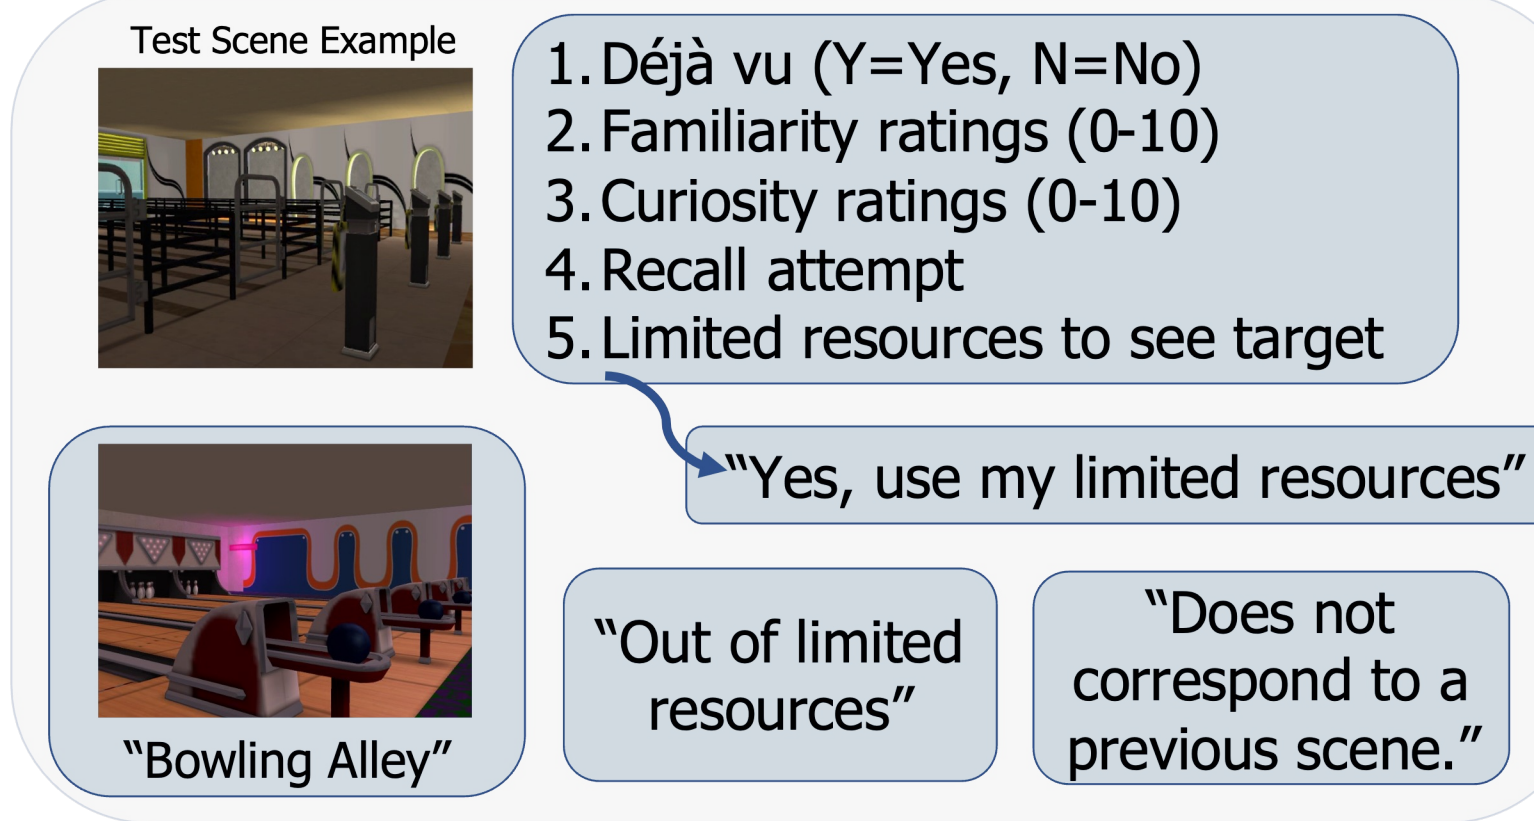 Test Scene Example
1. Déjà vu (Y=Yes, N=No)
2. Familiarity ratings (0-10)
3. Curiosity ratings (0-10)
4. Recall attempt
5. Limited resources to see target
“Yes, use my limited resources”
“Bowling Alley”
“Out of limited
resources”
“Does not
correspond to a
previous scene.”